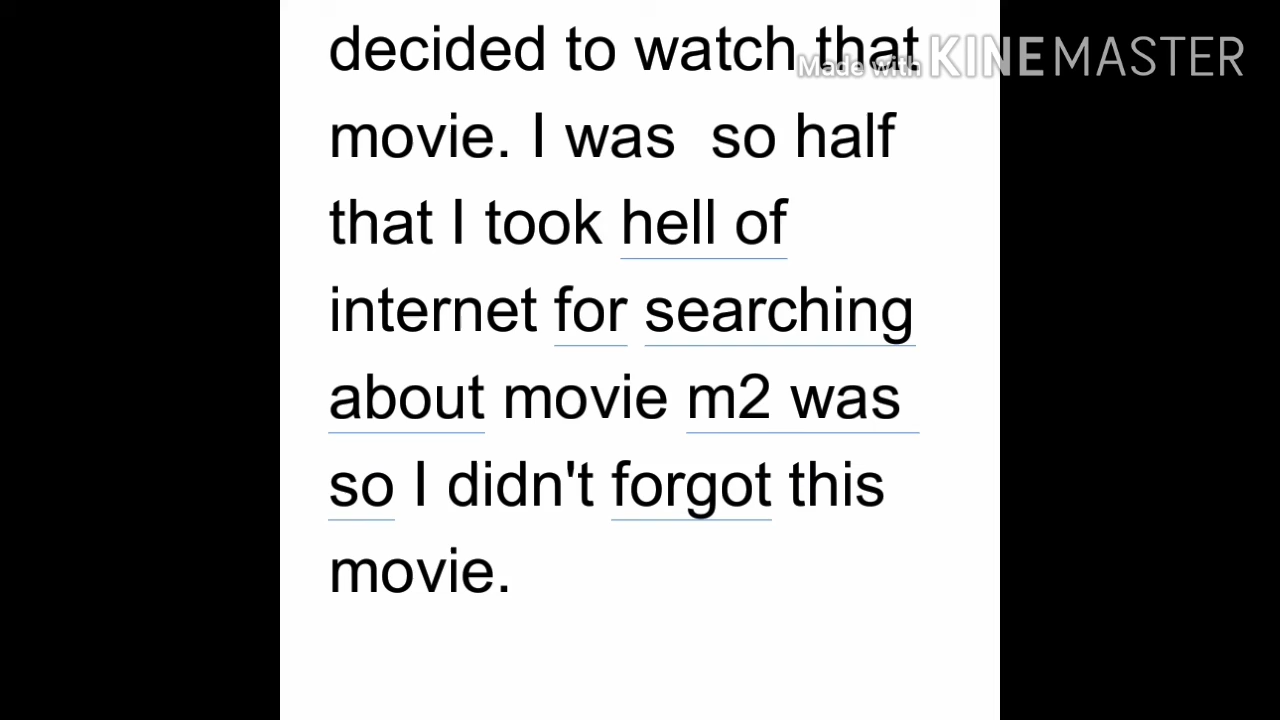 decided to watch that
Made with KINEMASTER
movie. I was  so half
that I took hell of
internet for searching
about movie m2 was
so I didn't forgot this
movie.